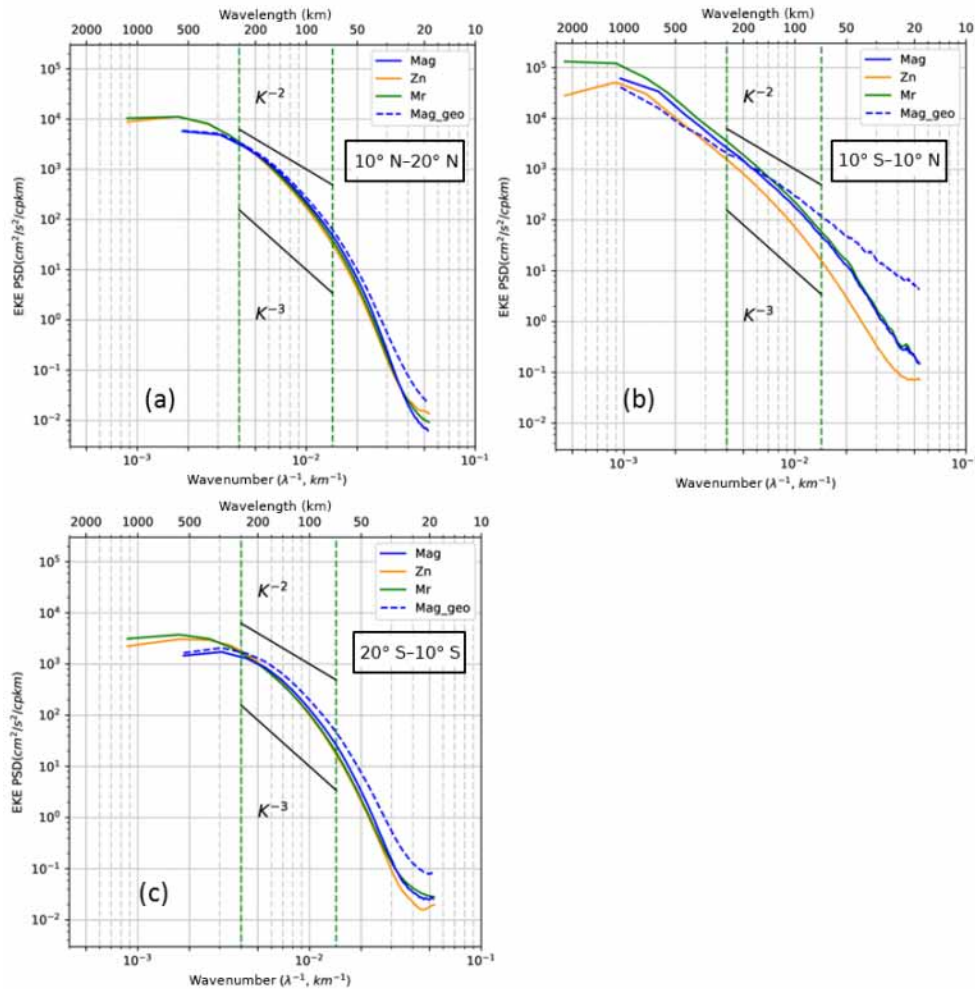 Wavelength (km)
2000 1000 500 200 100 50 20 10
Mag
Zn
Mr
Mag_geo
10⁵
10⁴
10³
10²
10¹
10⁰
10⁻¹
10⁻²
EKE PSD(cm²/s²/cpkm)
K⁻²
10° N–20° N
K⁻³
(a)
10⁻³ 10⁻² 10⁻¹
Wavenumber (λ⁻¹, km⁻¹)
Wavelength (km)
2000 1000 500 200 100 50 20 10
Mag
Zn
Mr
Mag_geo
10⁵
10⁴
10³
10²
10¹
10⁰
10⁻¹
10⁻²
EKE PSD(cm²/s²/cpkm)
K⁻²
10° S–10° N
K⁻³
(b)
10⁻³ 10⁻² 10⁻¹
Wavenumber (λ⁻¹, km⁻¹)
Wavelength (km)
2000 1000 500 200 100 50 20 10
Mag
Zn
Mr
Mag_geo
10⁵
10⁴
10³
10²
10¹
10⁰
10⁻¹
10⁻²
EKE PSD(cm²/s²/cpkm)
K⁻²
20° S–10° S
K⁻³
(c)
10⁻³ 10⁻² 10⁻¹
Wavenumber (λ⁻¹, km⁻¹)